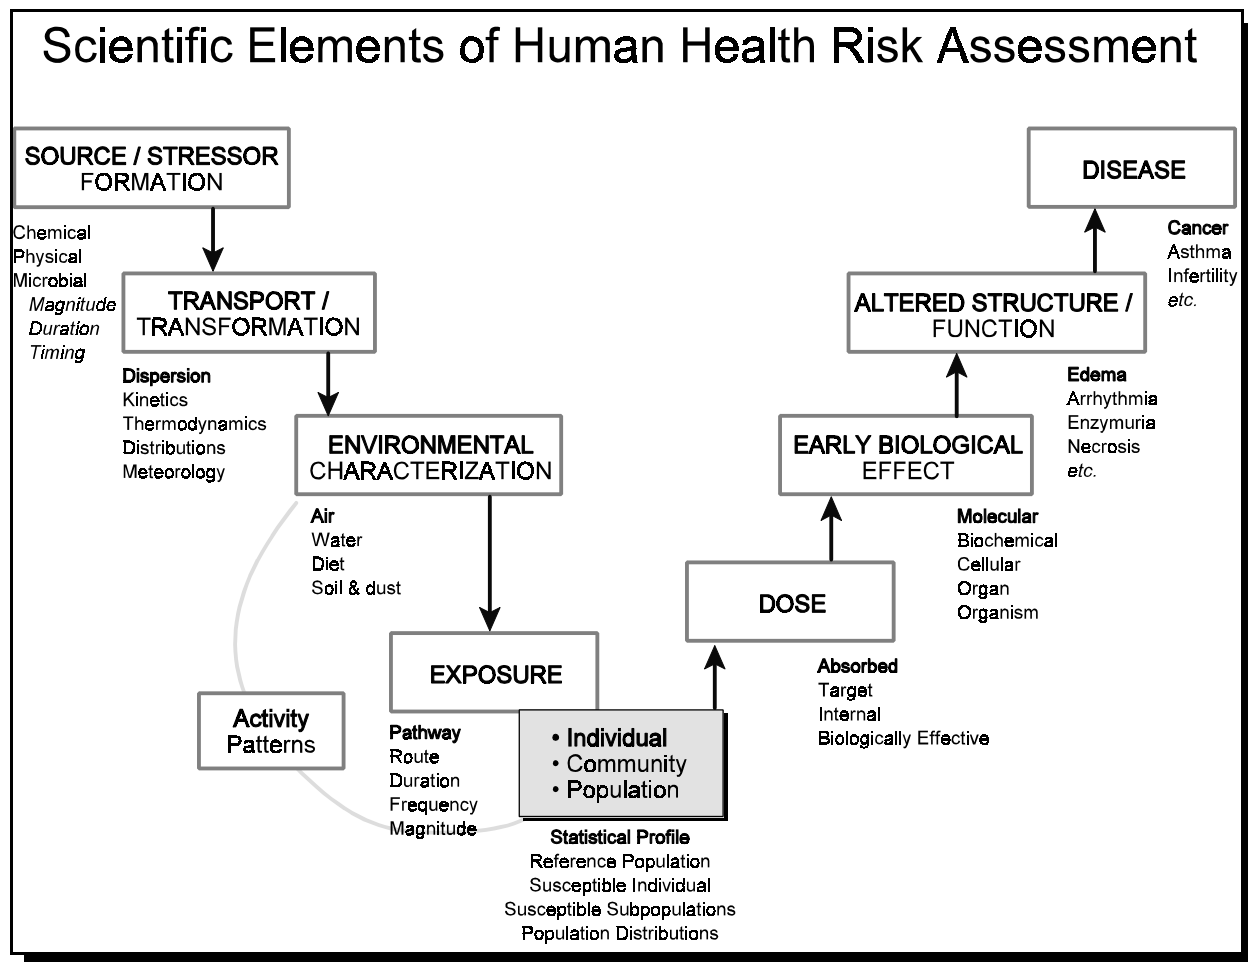 Scientific Elements of Human Health Risk Assessment
SOURCE / STRESSOR
FORMATION
Chemical
Physical
Microbial
Magnitude
Duration
Timing
TRANSPORT /
TRANSFORMATION
Dispersion
Kinetics
Thermodynamics
Distributions
Meteorology
ENVIRONMENTAL
CHARACTERIZATION
Air
Water
Diet
Soil & dust
Activity
Patterns
EXPOSURE
Pathway
Route
Duration
Frequency
Magnitude
• Individual
• Community
• Population
Statistical Profile
Reference Population
Susceptible Individual
Susceptible Subpopulations
Population Distributions
DOSE
Absorbed
Target
Internal
Biologically Effective
EARLY BIOLOGICAL
EFFECT
Molecular
Biochemical
Cellular
Organ
Organism
ALTERED STRUCTURE /
FUNCTION
Edema
Arrhythmia
Enzymuria
Necrosis
etc.
DISEASE
Cancer
Asthma
Infertility
etc.